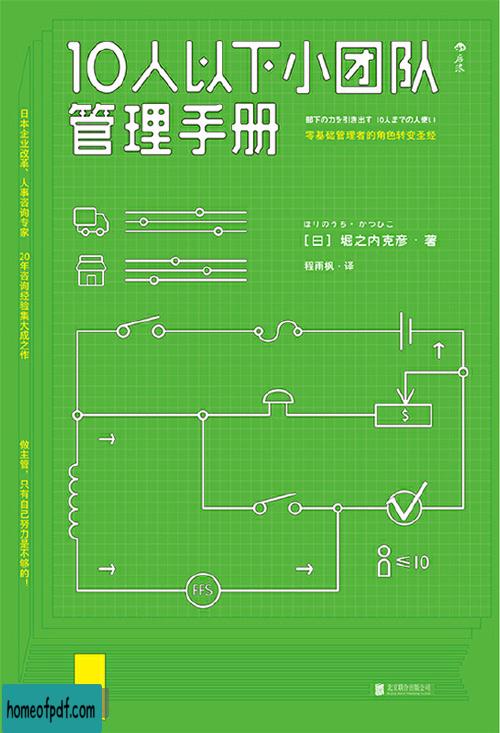 10人以下小团队
管理手册
后浪
部下の力を引き出す 10人までの人使い
零基础管理者的角色转变圣经
日本企业改革、人事咨询专家
20年咨询经验集大成之作
做主管，只有自己努力是不够的！
ほりのうち・かつひこ
[日] 堀之内克彦·著
程雨枫·译
$
FFS
≤10
北京联合出版公司
homeofpdf.com